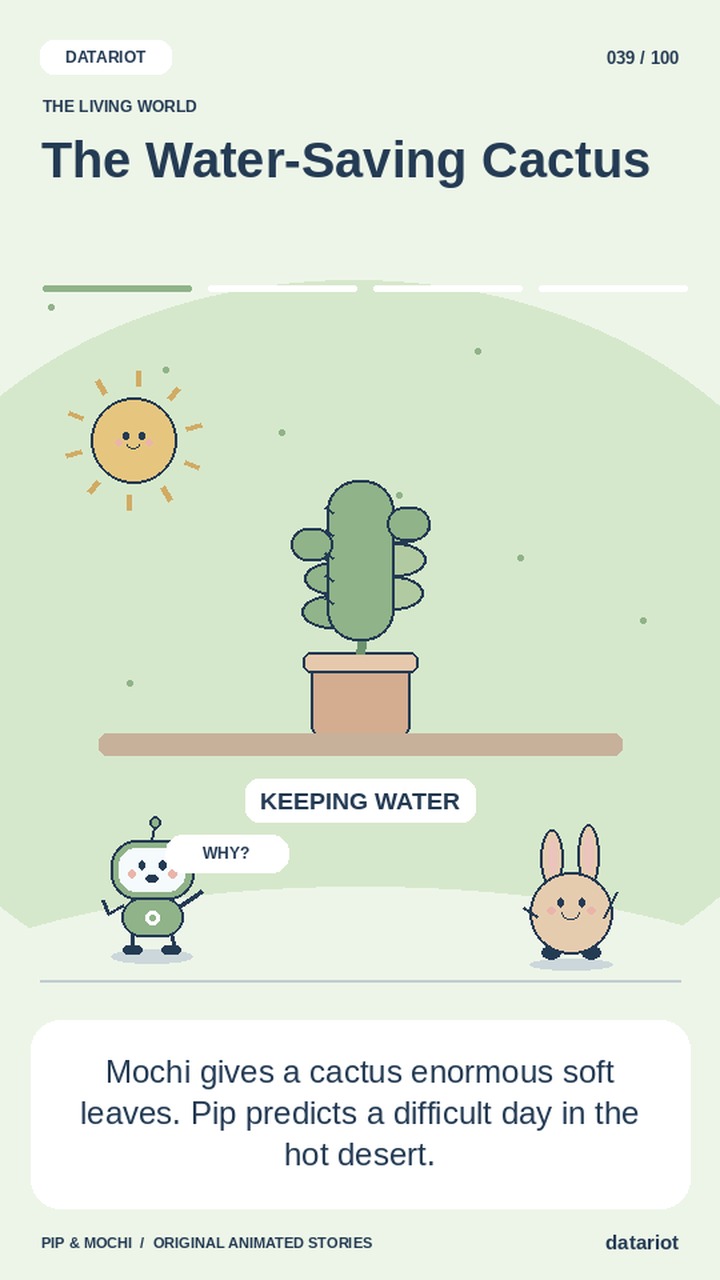 DATARIOT
039 / 100
THE LIVING WORLD
The Water-Saving Cactus
KEEPING WATER
WHY?
Mochi gives a cactus enormous soft
leaves. Pip predicts a difficult day in the
hot desert.
PIP & MOCHI / ORIGINAL ANIMATED STORIES
datariot